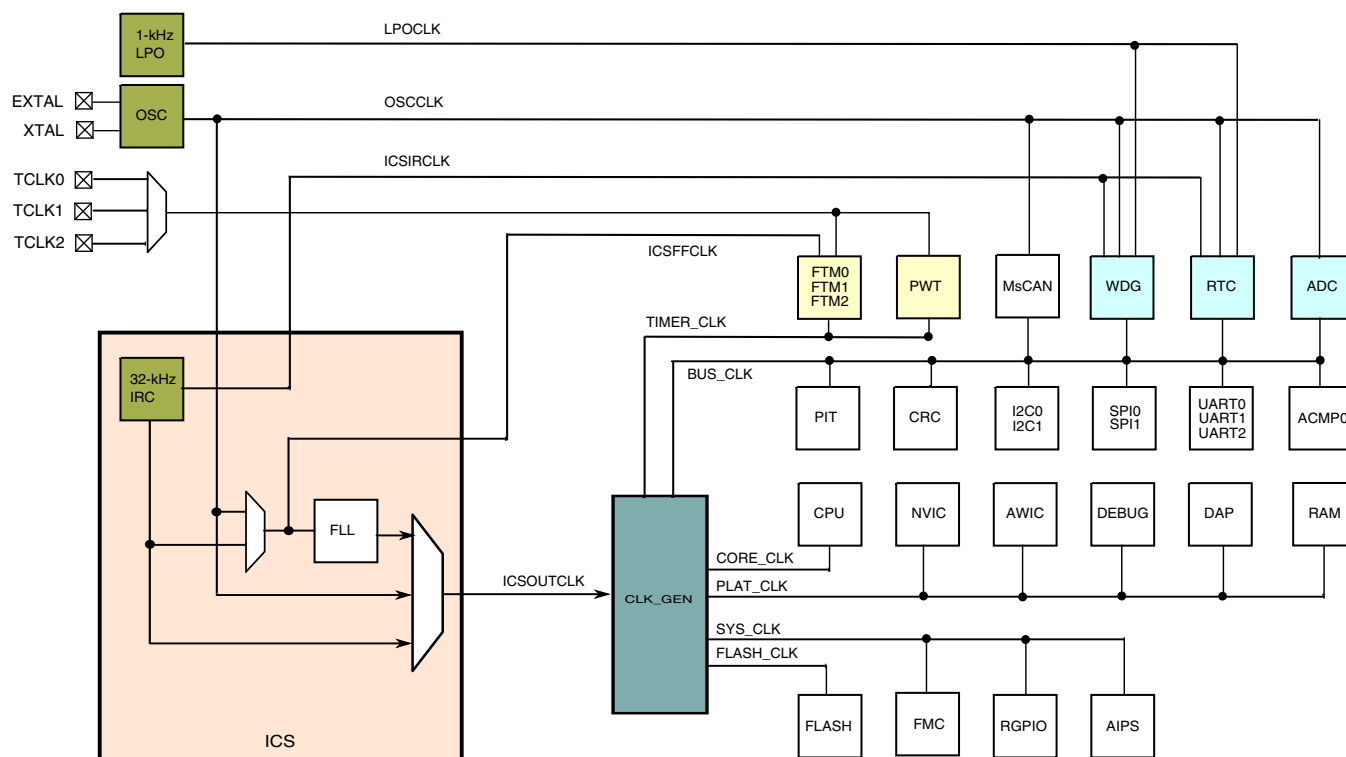 1-kHz
LPO
LPOCLK
EXTAL
XTAL
OSC
OSCCLK
TCLK0
TCLK1
TCLK2
ICSIRCLK
ICSFFCLK
FTM0
FTM1
FTM2
PWT
MsCAN
WDG
RTC
ADC
TIMER_CLK
BUS_CLK
32-kHz
IRC
PIT
CRC
I2C0
I2C1
SPI0
SPI1
UART0
UART1
UART2
ACMP0
FLL
CPU
NVIC
AWIC
DEBUG
DAP
RAM
ICSOUTCLK
CLK_GEN
CORE_CLK
PLAT_CLK
SYS_CLK
FLASH_CLK
FLASH
FMC
RGPIO
AIPS
ICS